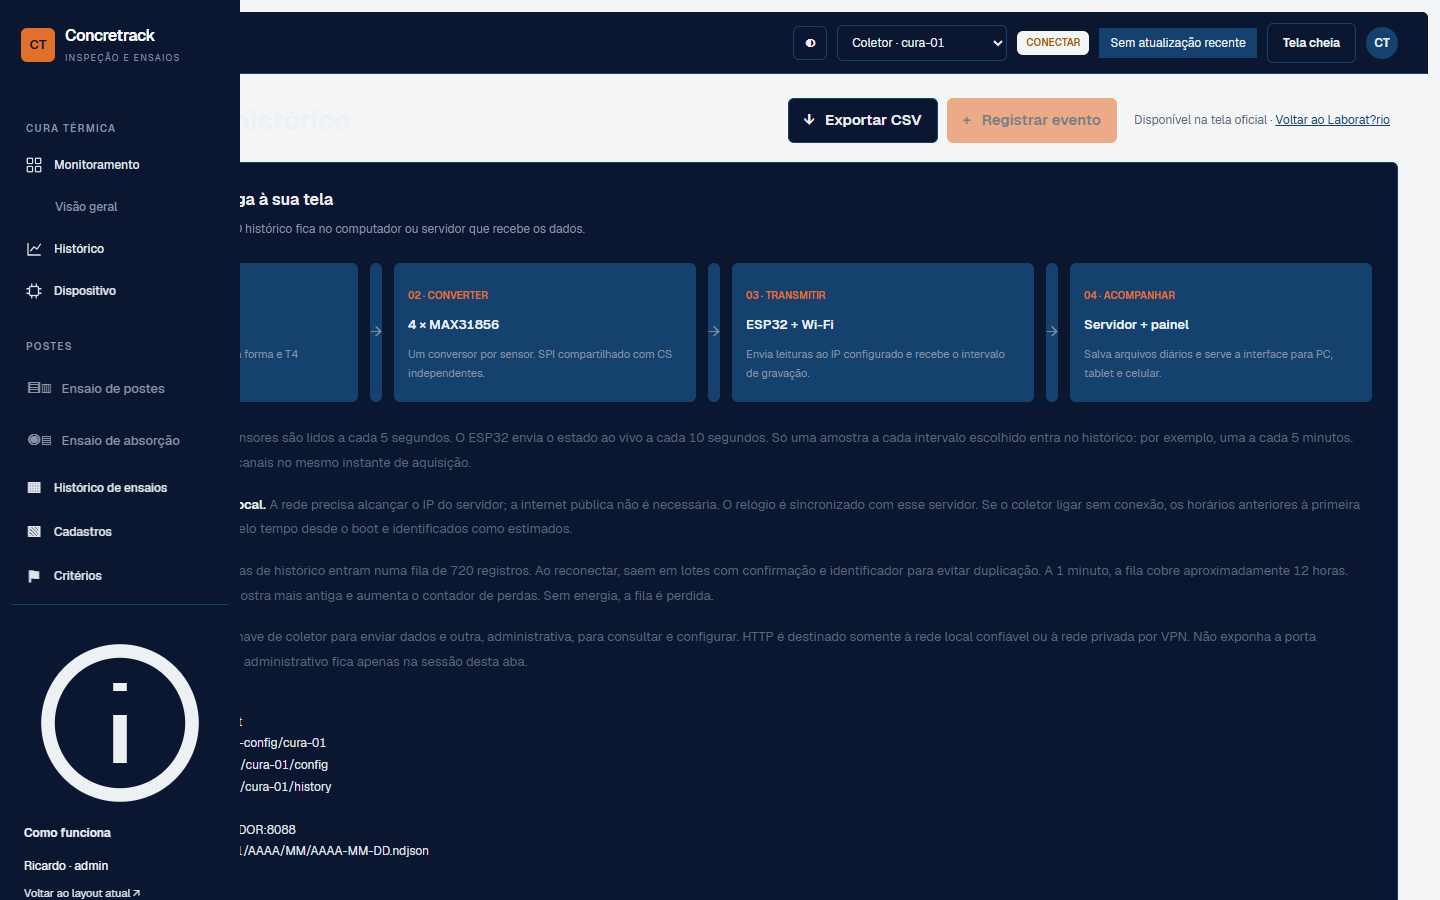 CT
Concretrack
INSPEÇÃO E ENSAIOS
CURA TÉRMICA
Monitoramento
Visão geral
Histórico
Dispositivo
POSTES
Ensaio de postes
Ensaio de absorção
Histórico de ensaios
Cadastros
Critérios
Como funciona
Ricardo · admin
Voltar ao layout atual ↗
Coletor · cura-01
CONECTAR
Sem atualização recente
Tela cheia
CT
histórico
↓ Exportar CSV
+ Registrar evento
Disponível na tela oficial · Voltar ao Laborat?rio
ga à sua tela
O histórico fica no computador ou servidor que recebe os dados.
a forma e T4
→
02 · CONVERTER
4 × MAX31856
Um conversor por sensor. SPI compartilhado com CS
independentes.
→
03 · TRANSMITIR
ESP32 + Wi-Fi
Envia leituras ao IP configurado e recebe o intervalo
de gravação.
→
04 · ACOMPANHAR
Servidor + painel
Salva arquivos diários e serve a interface para PC,
tablet e celular.
nsores são lidos a cada 5 segundos. O ESP32 envia o estado ao vivo a cada 10 segundos. Só uma amostra a cada intervalo escolhido entra no histórico: por exemplo, uma a cada 5 minutos.
canais no mesmo instante de aquisição.
ocal. A rede precisa alcançar o IP do servidor; a internet pública não é necessária. O relógio é sincronizado com esse servidor. Se o coletor ligar sem conexão, os horários anteriores à primeira
elo tempo desde o boot e identificados como estimados.
as de histórico entram numa fila de 720 registros. Ao reconectar, saem em lotes com confirmação e identificador para evitar duplicação. A 1 minuto, a fila cobre aproximadamente 12 horas.
ostra mais antiga e aumenta o contador de perdas. Sem energia, a fila é perdida.
have de coletor para enviar dados e outra, administrativa, para consultar e configurar. HTTP é destinado somente à rede local confiável ou à rede privada por VPN. Não exponha a porta
administrativo fica apenas na sessão desta aba.
t
-config/cura-01
/cura-01/config
/cura-01/history
DOR:8088
1/AAAA/MM/AAAA-MM-DD.ndjson